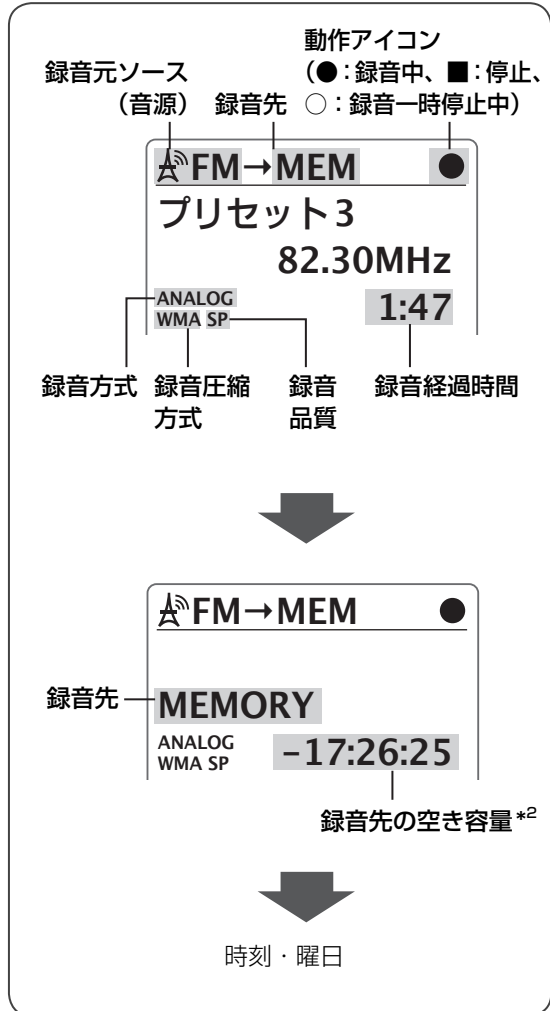 録音元ソース
(音源)
録音先
動作アイコン
(●：録音中、■：停止、
○：録音一時停止中)
FM→MEM ●
プリセット3
82.30MHz
ANALOG
WMA SP
1:47
録音方式
録音圧縮
方式
録音
品質
録音経過時間
FM→MEM ●
録音先
MEMORY
ANALOG
WMA SP
−17:26:25
録音先の空き容量*2
時刻・曜日